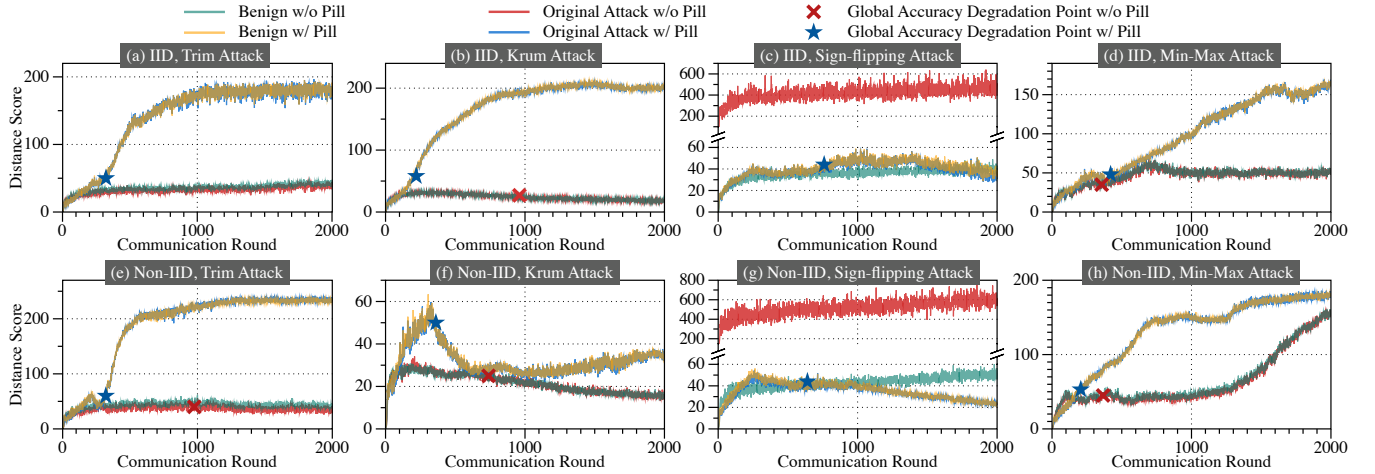 Benign w/o Pill
Original Attack w/o Pill
Global Accuracy Degradation Point w/o Pill
Benign w/ Pill
Original Attack w/ Pill
Global Accuracy Degradation Point w/ Pill
(a) IID, Trim Attack
(b) IID, Krum Attack
(c) IID, Sign-flipping Attack
(d) IID, Min-Max Attack
Distance Score
200
100
0
200
100
0
600
400
200
60
40
20
0
150
100
50
0
0 1000 2000
0 1000 2000
0 1000 2000
0 1000 2000
Communication Round
Communication Round
Communication Round
Communication Round
(e) Non-IID, Trim Attack
(f) Non-IID, Krum Attack
(g) Non-IID, Sign-flipping Attack
(h) Non-IID, Min-Max Attack
Distance Score
200
100
0
60
40
20
0
800
600
400
200
60
40
20
0
200
100
0
0 1000 2000
0 1000 2000
0 1000 2000
0 1000 2000
Communication Round
Communication Round
Communication Round
Communication Round